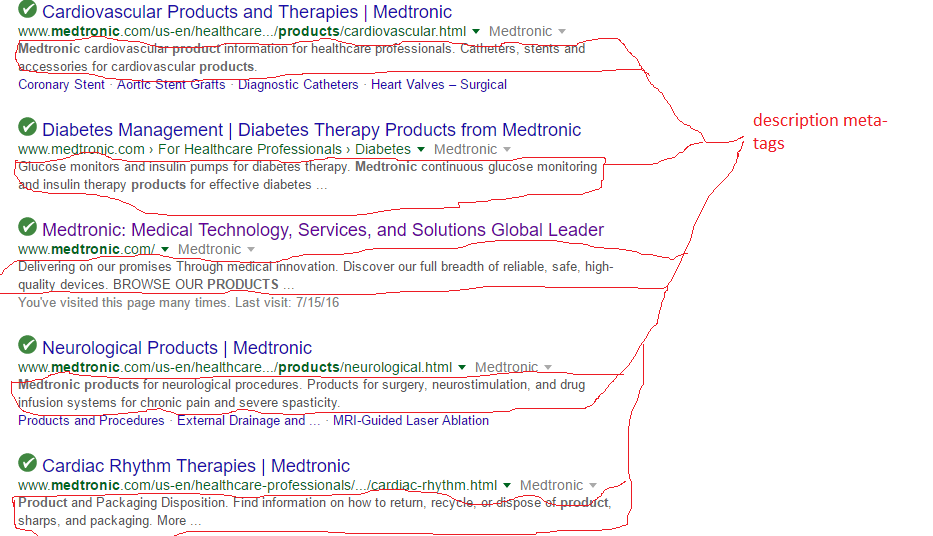 Cardiovascular Products and Therapies | Medtronic
www.medtronic.com/us-en/healthcare.../products/cardiovascular.html Medtronic
Medtronic cardiovascular product information for healthcare professionals. Catheters, stents and
accessories for cardiovascular products.
Coronary Stent · Aortic Stent Grafts · Diagnostic Catheters · Heart Valves – Surgical
description meta-
tags
Diabetes Management | Diabetes Therapy Products from Medtronic
www.medtronic.com › For Healthcare Professionals › Diabetes Medtronic
Glucose monitors and insulin pumps for diabetes therapy. Medtronic continuous glucose monitoring
and insulin therapy products for effective diabetes ...
Medtronic: Medical Technology, Services, and Solutions Global Leader
www.medtronic.com/ Medtronic
Delivering on our promises Through medical innovation. Discover our full breadth of reliable, safe, high-
quality devices. BROWSE OUR PRODUCTS ...
You've visited this page many times. Last visit: 7/15/16
Neurological Products | Medtronic
www.medtronic.com/us-en/healthcare.../products/neurological.html Medtronic
Medtronic products for neurological procedures. Products for surgery, neurostimulation, and drug
infusion systems for chronic pain and severe spasticity.
Products and Procedures · External Drainage and ... · MRI-Guided Laser Ablation
Cardiac Rhythm Therapies | Medtronic
www.medtronic.com/us-en/healthcare-professionals/.../cardiac-rhythm.html Medtronic
Product and Packaging Disposition. Find information on how to return, recycle, or dispose of product,
sharps, and packaging. More ...